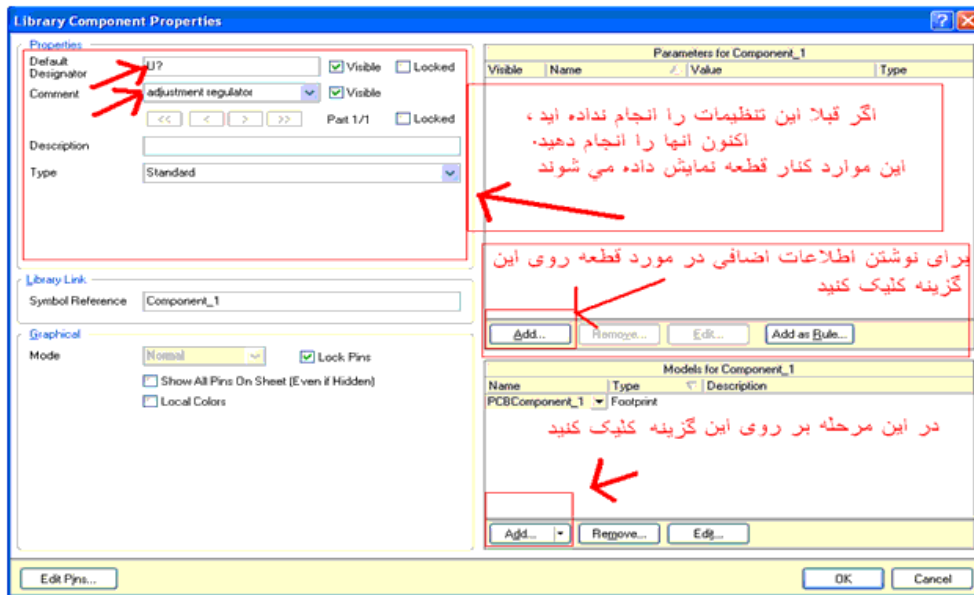 Library Component Properties
Properties
Default Designator U? Visible Locked
Comment adjustment regulator Visible
<< < > >> Part 1/1 Locked
Description
Type Standard
Library Link
Symbol Reference Component_1
Graphical
Mode Normal Lock Pins
Show All Pins On Sheet (Even if Hidden)
Local Colors
Parameters for Component_1
Visible Name Value Type
اگر قبلا این تنظیمات را انجام نداده اید ،
اکنون انها را انجام دهید.
این موارد کنار قطعه نمایش داده می شوند
برای نوشتن اطلاعات اضافی در مورد قطعه روی این
گزینه کلیک کنید
Add... Remove... Edit... Add as Rule...
Models for Component_1
Name Type Description
PCBComponent_1 Footprint
در این مرحله بر روی این گزینه کلیک کنید
Add... Remove... Edit...
Edit Pins... OK Cancel